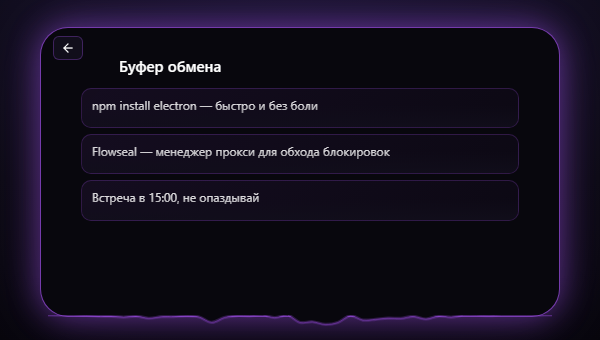 Буфер обмена
npm install electron — быстро и без боли
Flowseal — менеджер прокси для обхода блокировок
Встреча в 15:00, не опаздывай